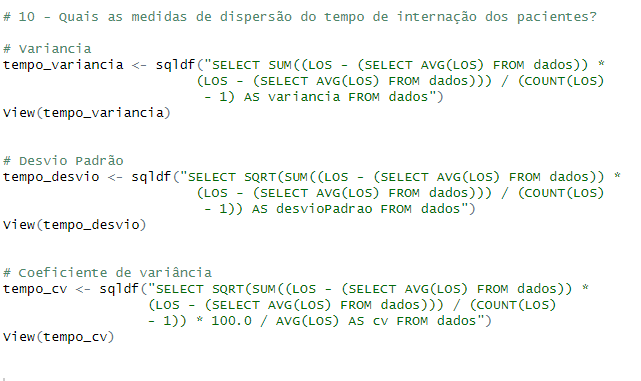 # 10 - Quais as medidas de dispersão do tempo de internação dos pacientes?
# Variancia
tempo_variancia <- sqldf("SELECT SUM((LOS - (SELECT AVG(LOS) FROM dados)) *
(LOS - (SELECT AVG(LOS) FROM dados))) / (COUNT(LOS)
- 1) AS variancia FROM dados")
View(tempo_variancia)
# Desvio Padrão
tempo_desvio <- sqldf("SELECT SQRT(SUM((LOS - (SELECT AVG(LOS) FROM dados)) *
(LOS - (SELECT AVG(LOS) FROM dados))) / (COUNT(LOS)
- 1)) AS desvioPadrao FROM dados")
View(tempo_desvio)
# Coeficiente de variância
tempo_cv <- sqldf("SELECT SQRT(SUM((LOS - (SELECT AVG(LOS) FROM dados)) *
(LOS - (SELECT AVG(LOS) FROM dados))) / (COUNT(LOS)
- 1)) * 100.0 / AVG(LOS) AS cv FROM dados")
View(tempo_cv)